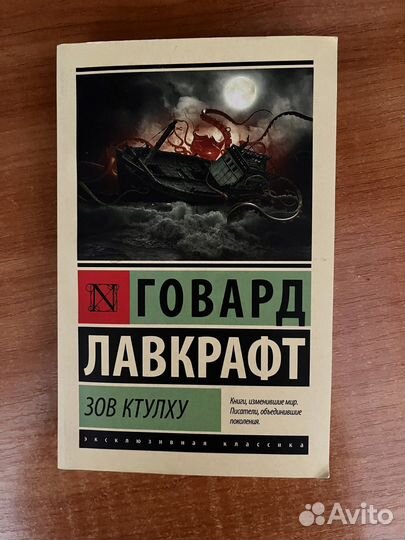 N
ГОВАРД
ЛАВКРАФТ
ЗОВ КТУЛХУ
Книги, изменившие мир.
Писатели, объединившие
поколения.
эксклюзивная классика
Avito